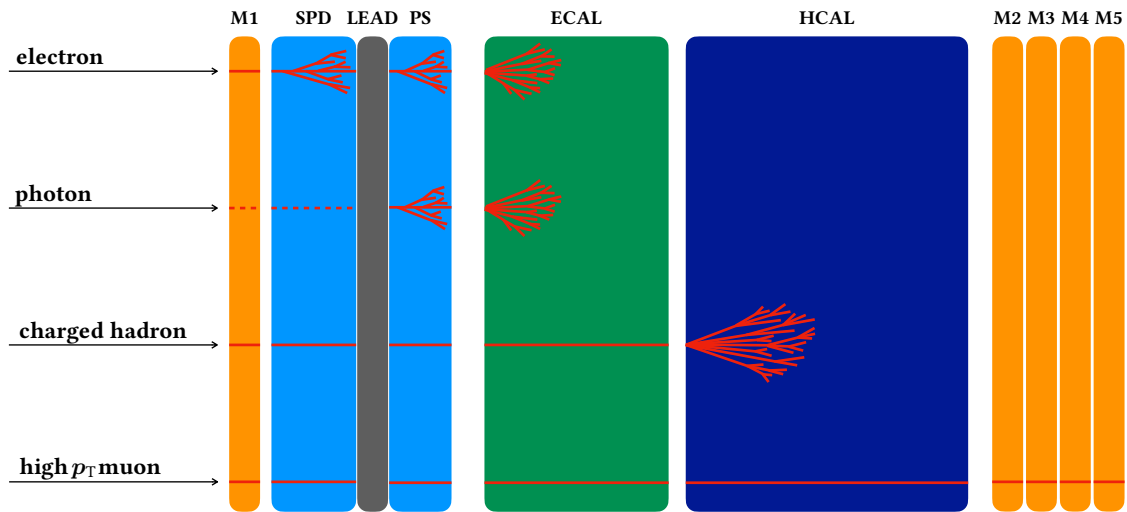 M1 SPD LEAD PS ECAL HCAL M2 M3 M4 M5
electron
photon
charged hadron
high pT muon